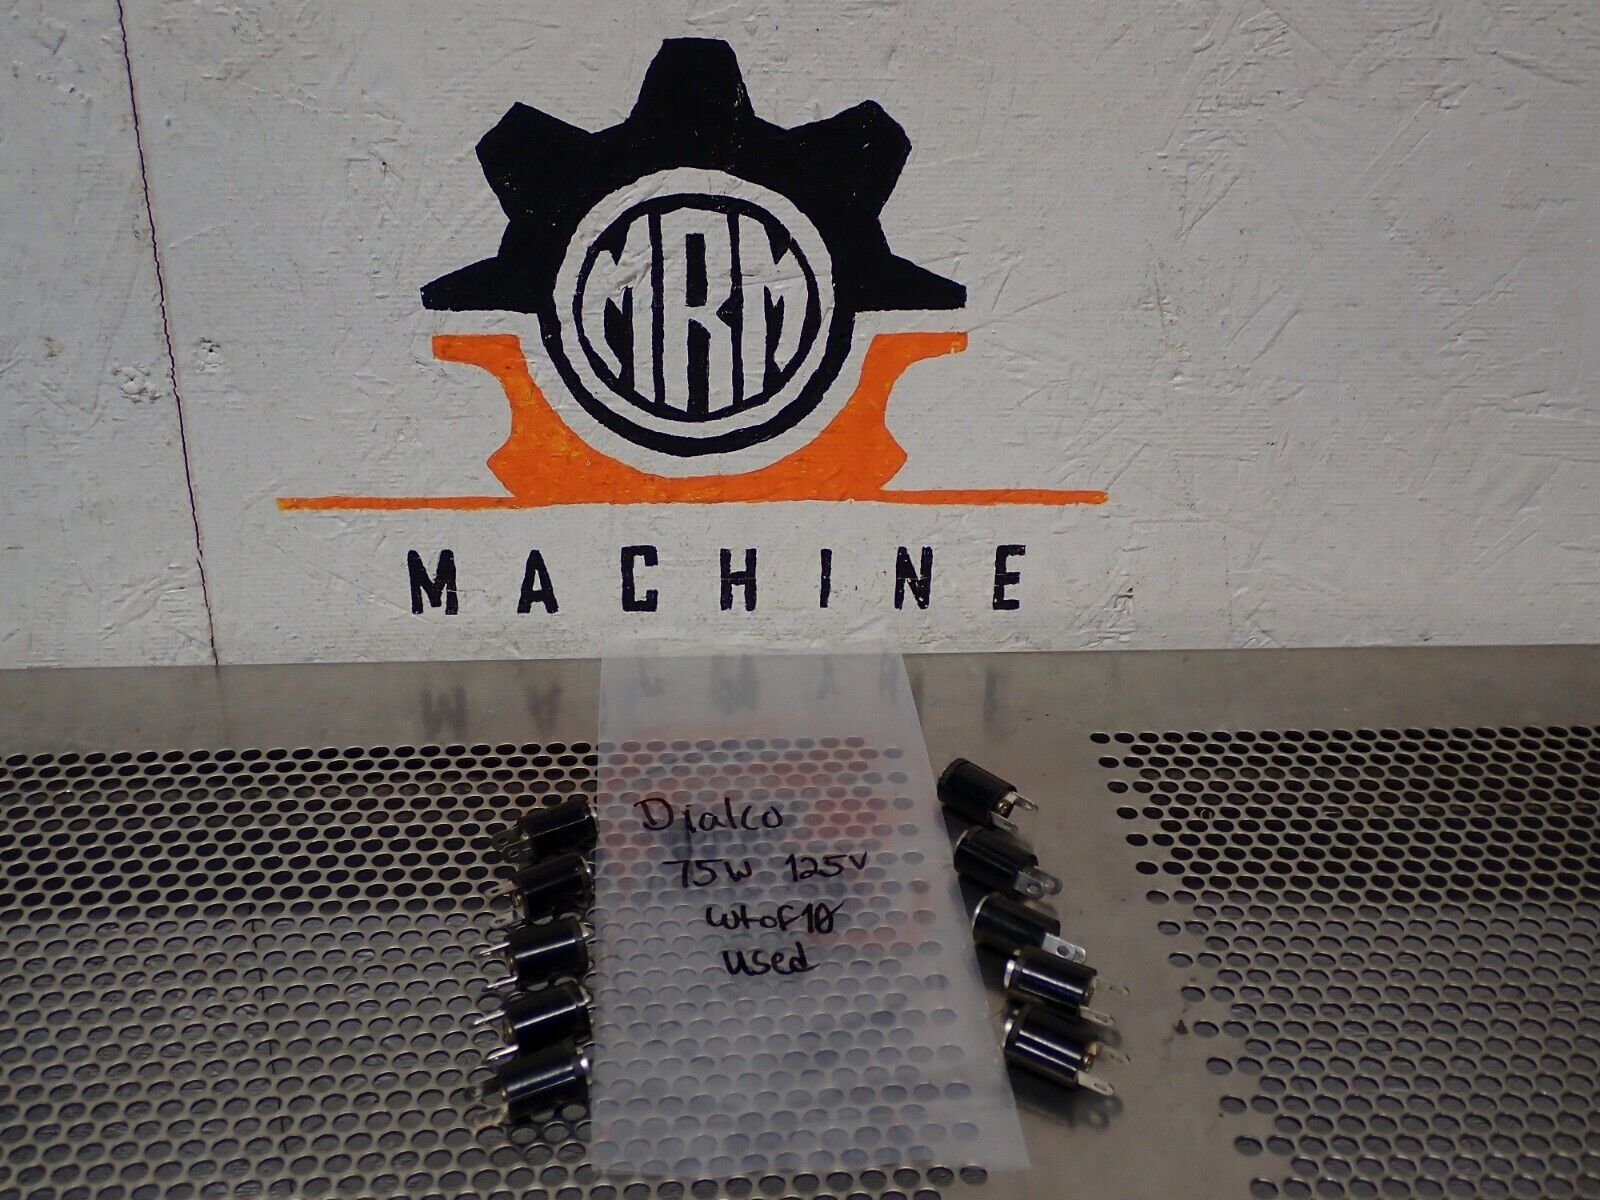 MRM
MACHINE
Dialco
75W 125V
Lot of 10
Used